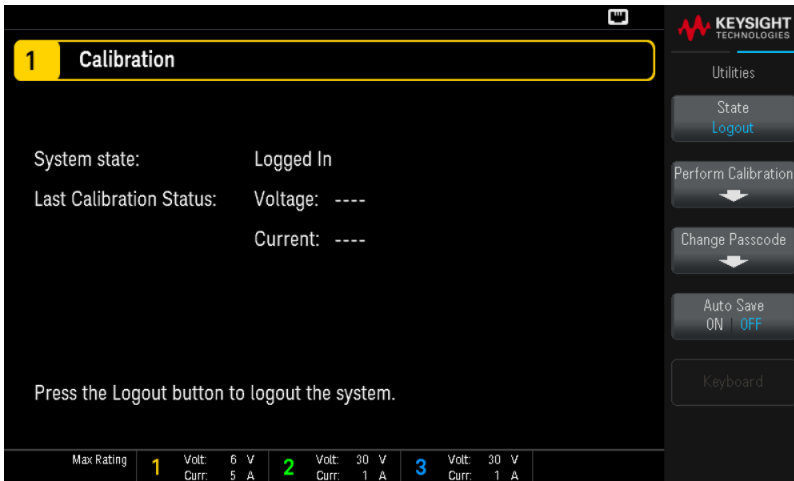 KEYSIGHT
TECHNOLOGIES
1 Calibration
Utilities
State
Logout
System state: Logged In
Last Calibration Status: Voltage: ----
Current: ----
Perform Calibration
Change Passcode
Auto Save
ON | OFF
Keyboard
Press the Logout button to logout the system.
Max Rating 1 Volt: 6 V 2 Volt: 30 V 3 Volt: 30 V
Curr: 5 A Curr: 1 A Curr: 1 A